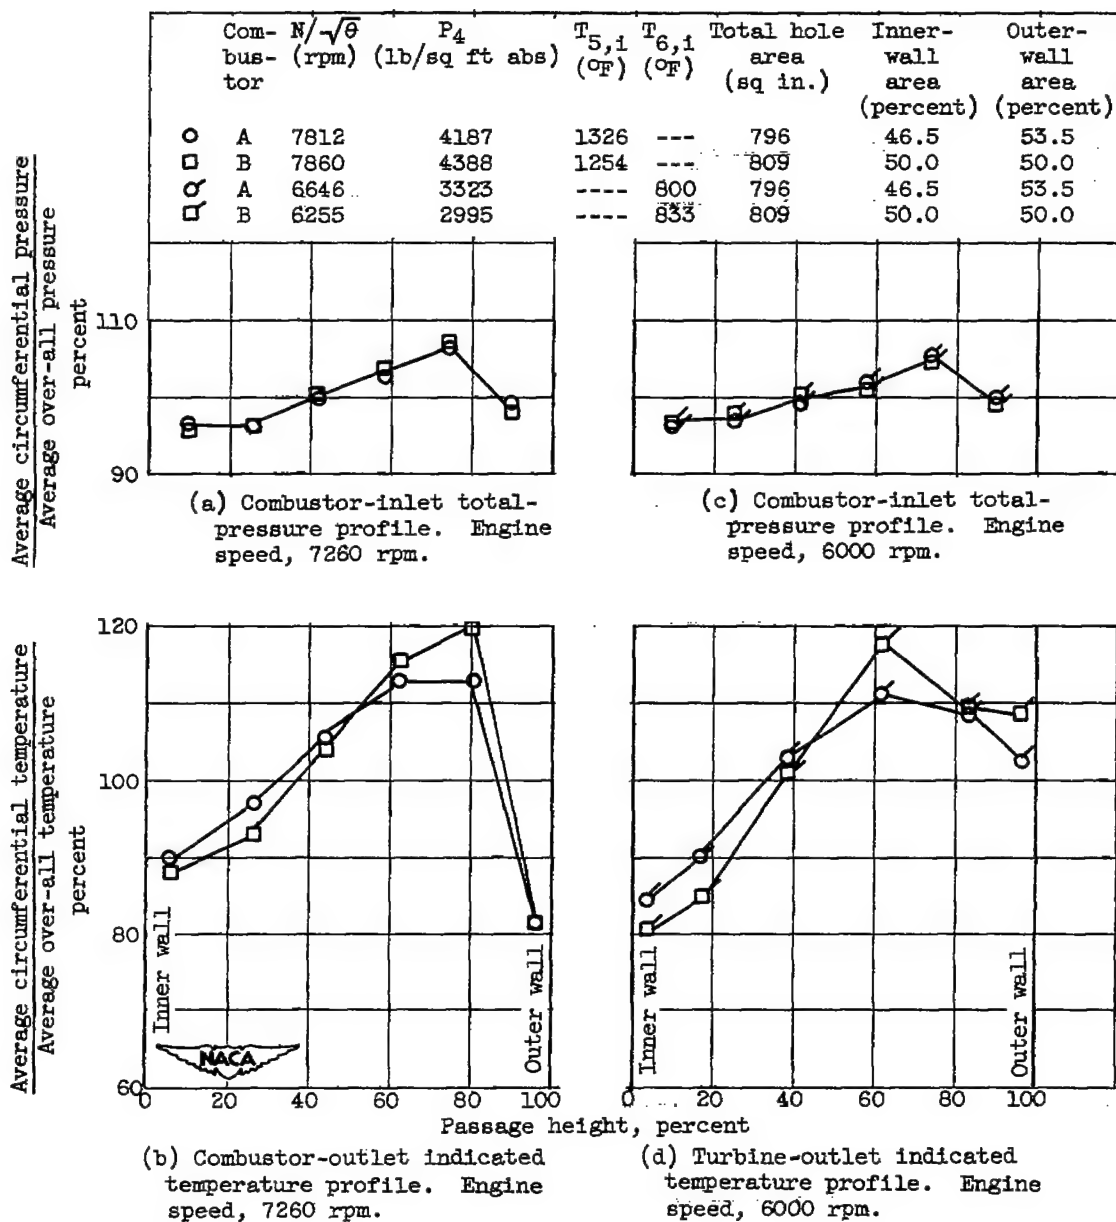 Com- N/√θ P4 T5,i T6,i Total hole Inner- Outer-
bus- (rpm) (lb/sq ft abs) (°F) (°F) area wall wall
tor (sq in.) area area
(percent) (percent)
A 7812 4187 1326 --- 796 46.5 53.5
B 7860 4388 1254 --- 809 50.0 50.0
A 6646 3323 ---- 800 796 46.5 53.5
B 6255 2995 ---- 833 809 50.0 50.0
Average circumferential pressure
Average over-all pressure
percent
110
90
(a) Combustor-inlet total-
pressure profile. Engine
speed, 7260 rpm.
(c) Combustor-inlet total-
pressure profile. Engine
speed, 6000 rpm.
Average circumferential temperature
Average over-all temperature
percent
120
100
80
60
Inner wall
Outer wall
Inner wall
Outer wall
NACA
0 20 40 60 80 100 0 20 40 60 80 100
Passage height, percent
(b) Combustor-outlet indicated
temperature profile. Engine
speed, 7260 rpm.
(d) Turbine-outlet indicated
temperature profile. Engine
speed, 6000 rpm.